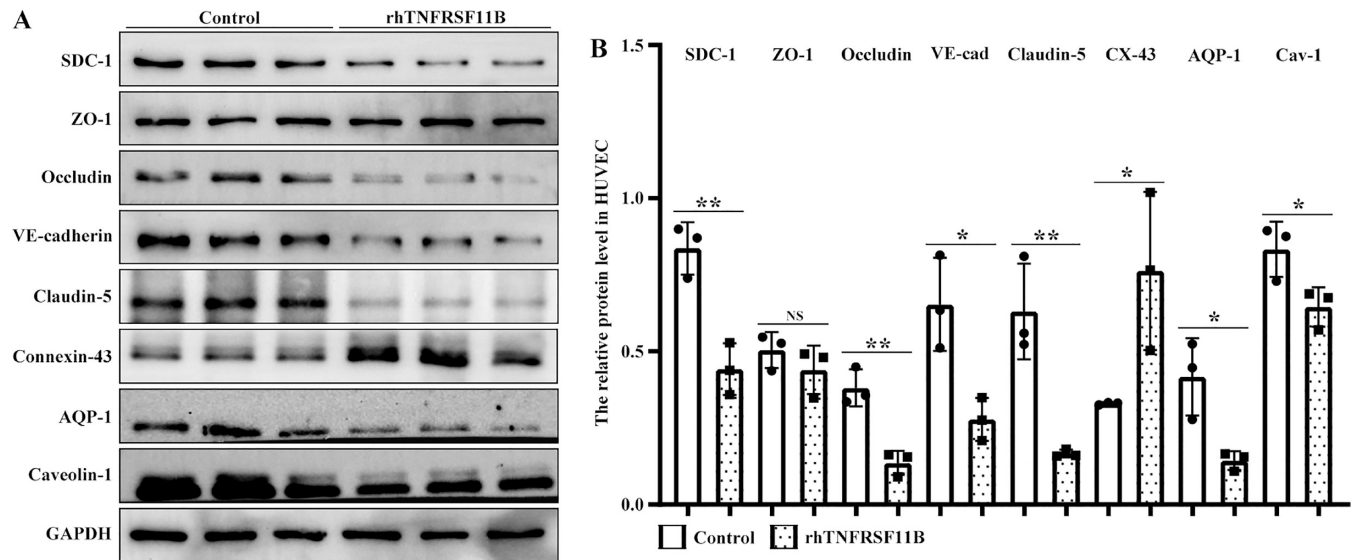 A
Control rhTNFRSF11B
SDC-1
ZO-1
Occludin
VE-cadherin
Claudin-5
Connexin-43
AQP-1
Caveolin-1
GAPDH
B
The relative protein level in HUVEC
1.5
1.0
0.5
0.0
SDC-1 ZO-1 Occludin VE-cad Claudin-5 CX-43 AQP-1 Cav-1
** NS ** * ** * * *
Control rhTNFRSF11B